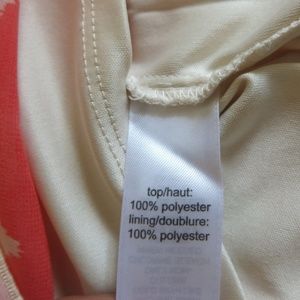 top/haut:
100% polyester
lining/doublure:
100% polyester